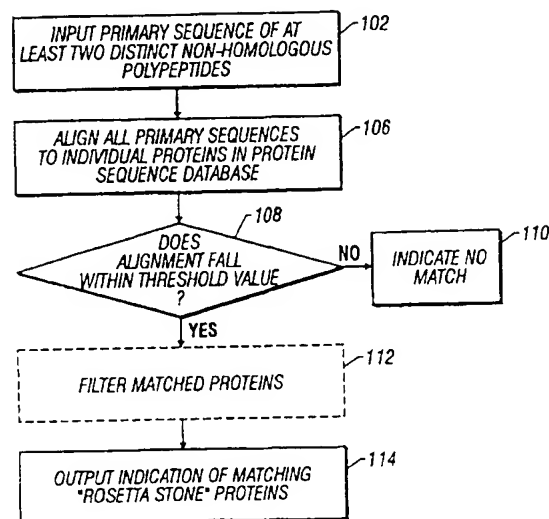 INPUT PRIMARY SEQUENCE OF AT
LEAST TWO DISTINCT NON-HOMOLOGOUS
POLYPEPTIDES
102
ALIGN ALL PRIMARY SEQUENCES
TO INDIVIDUAL PROTEINS IN PROTEIN
SEQUENCE DATABASE
106
108
DOES
ALIGNMENT FALL
WITHIN THRESHOLD VALUE
?
NO
INDICATE NO
MATCH
110
YES
FILTER MATCHED PROTEINS
112
OUTPUT INDICATION OF MATCHING
"ROSETTA STONE" PROTEINS
114